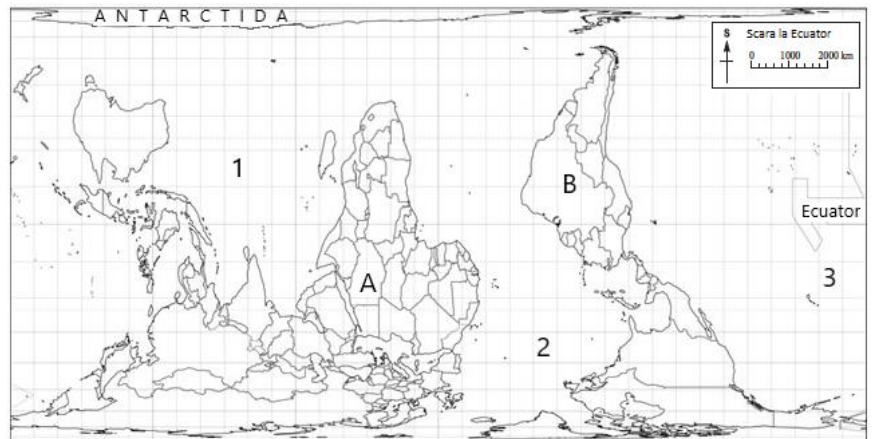 A N T A R C T I D A
S Scara la Ecuator
0 1000 2000 km
1
B
Ecuator
A
3
2